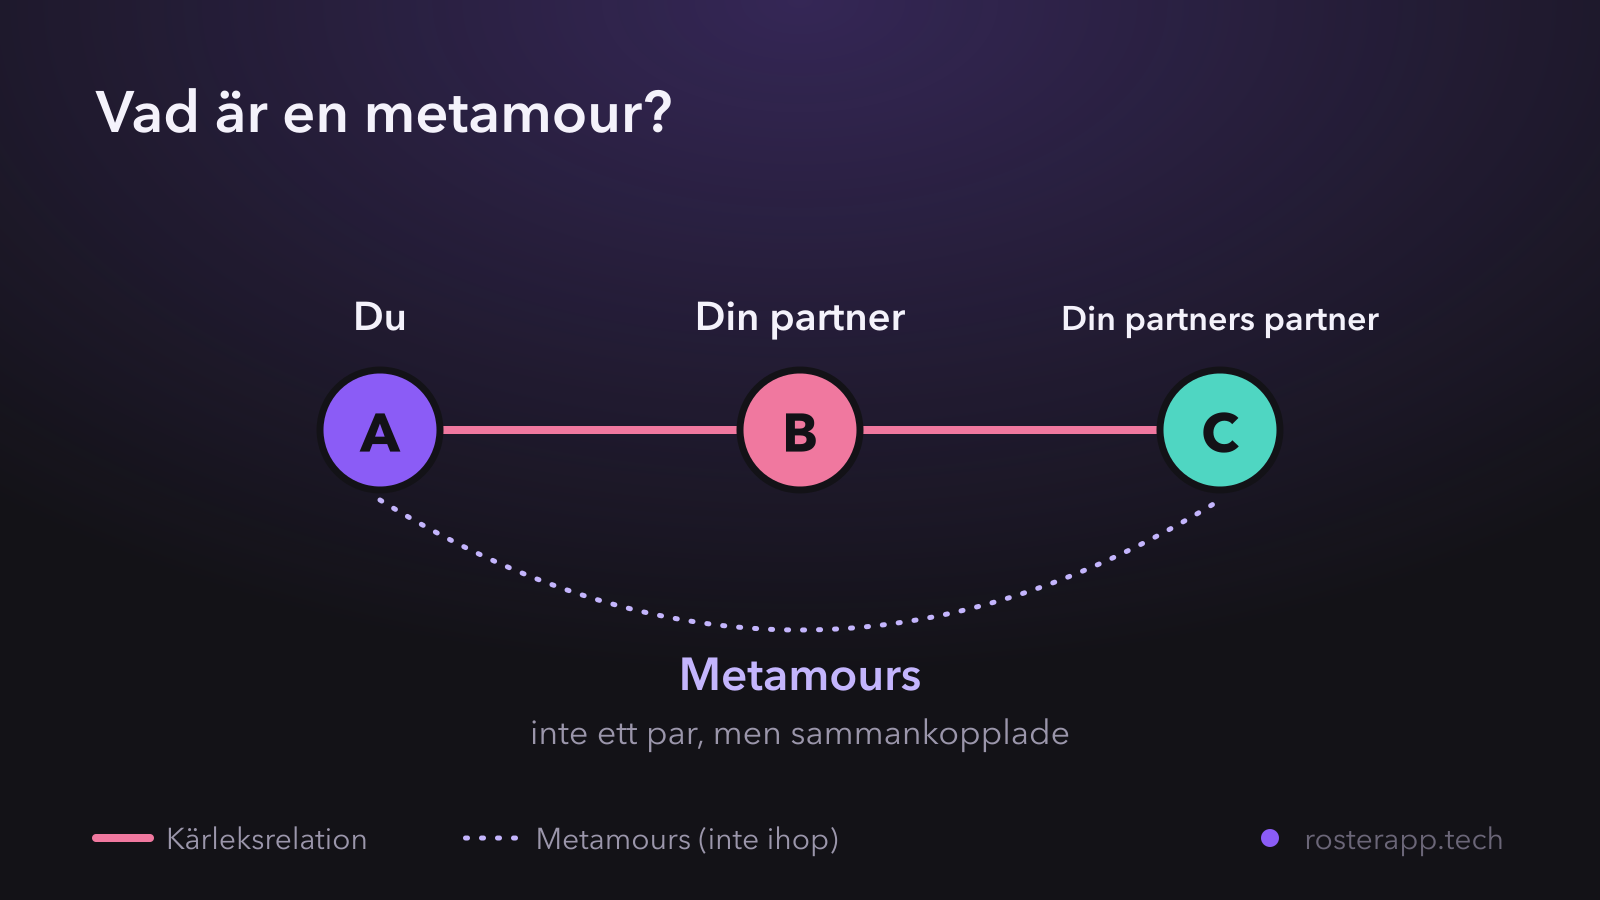 Vad är en metamour?
Du
Din partner
Din partners partner
A
B
C
Metamours
inte ett par, men sammankopplade
Kärleksrelation
Metamours (inte ihop)
rosterapp.tech